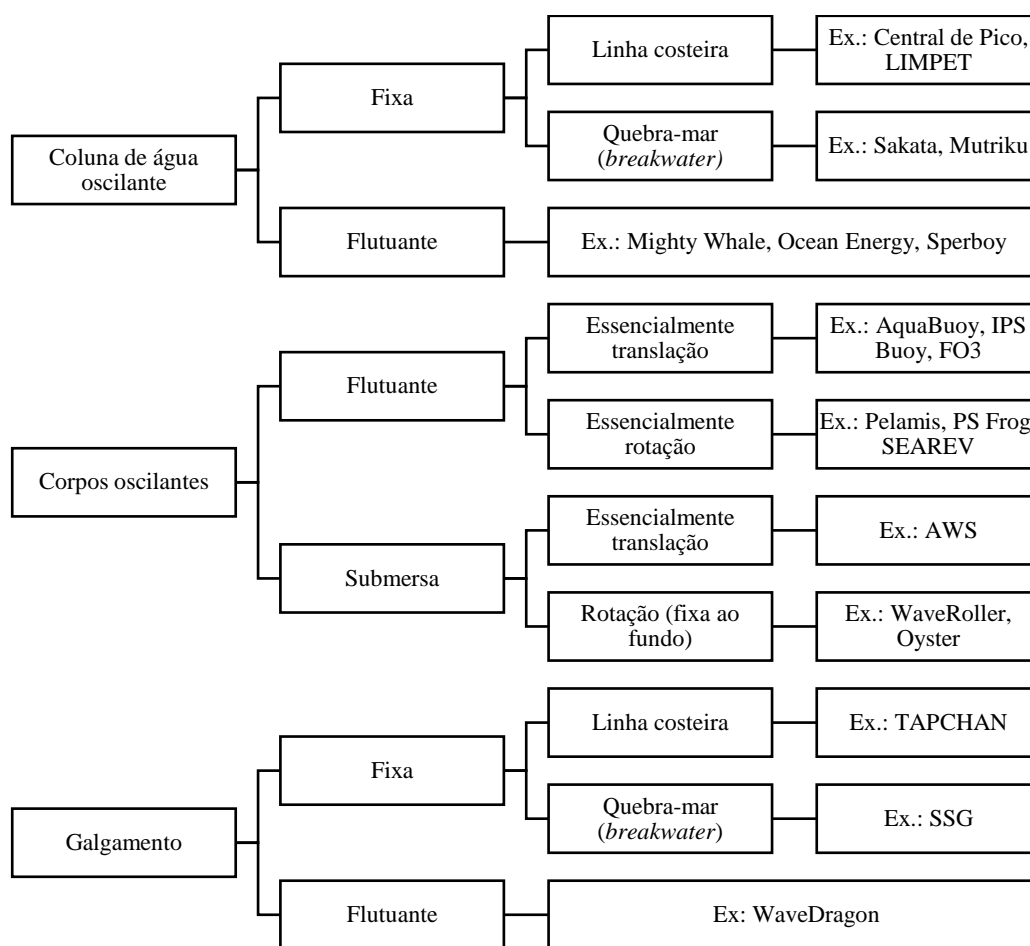 Coluna de água
oscilante
Fixa
Linha costeira
Ex.: Central de Pico,
LIMPET
Quebra-mar
(breakwater)
Ex.: Sakata, Mutriku
Flutuante
Ex.: Mighty Whale, Ocean Energy, Sperboy
Corpos oscilantes
Flutuante
Essencialmente
translação
Ex.: AquaBuoy, IPS
Buoy, FO3
Essencialmente
rotação
Ex.: Pelamis, PS Frog
SEAREV
Submersa
Essencialmente
translação
Ex.: AWS
Rotação (fixa ao
fundo)
Ex.: WaveRoller,
Oyster
Galgamento
Fixa
Linha costeira
Ex.: TAPCHAN
Quebra-mar
(breakwater)
Ex.: SSG
Flutuante
Ex: WaveDragon